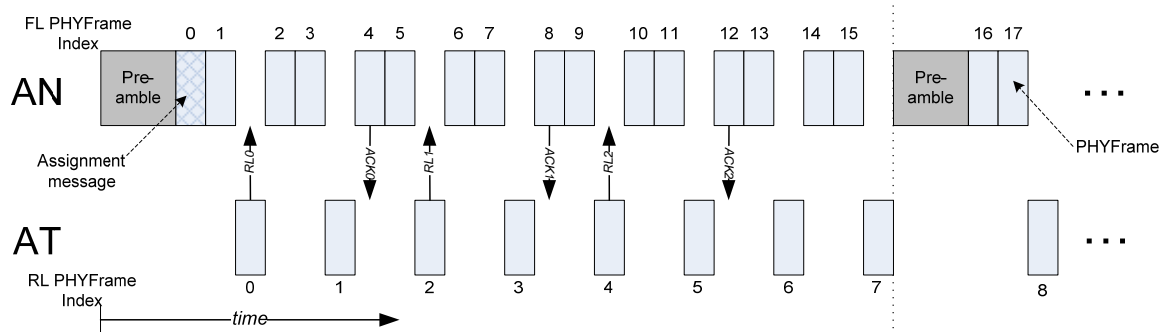 FL PHYFrame
Index
0 1 2 3 4 5 6 7 8 9 10 11 12 13 14 15 16 17
AN
Pre-
amble
Pre-
amble
...
Assignment
message
RL0
ACK0
RL1
ACK1
RL2
ACK2
PHYFrame
AT
...
RL PHYFrame
Index
0 1 2 3 4 5 6 7 8
time